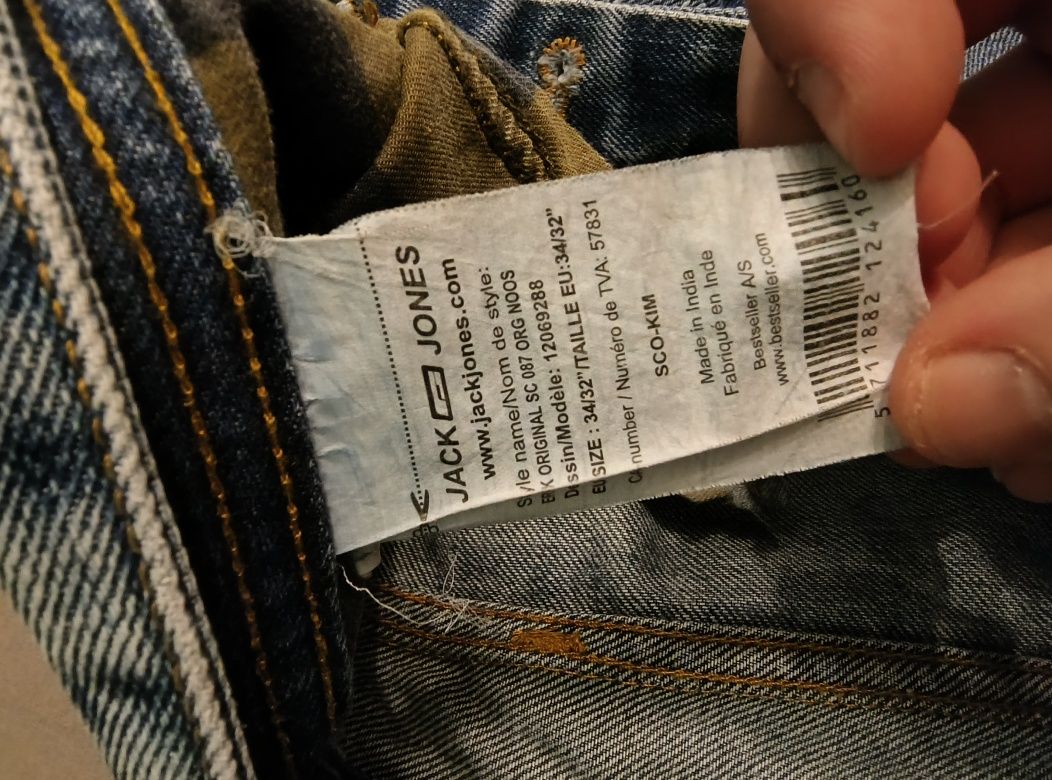 JACK JONES
www.jackjones.com
Style name/Nom de style:
ERIK ORIGINAL SC 087 ORG NOOS
Dessin/Modèle: 12069288
EU SIZE : 34/32"/TAILLE EU:34/32"
CA number / Numéro de TVA: 57831
SCO-KIM
Made in India
Fabriqué en Inde
Bestseller A/S
www.bestseller.com
5 711882 124160